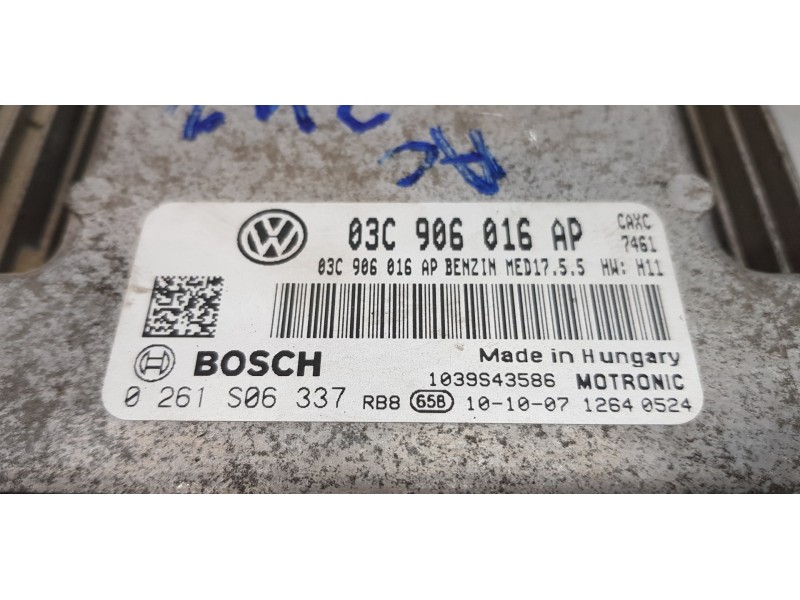 AC
03C 906 016 AP CAXC
7461
03C 906 016 AP BENZIN MED17.5.5 HW: H11
BOSCH Made in Hungary
1039S43586 MOTRONIC
0 261 S06 337 RB8 658 10-10-07 1264 0524